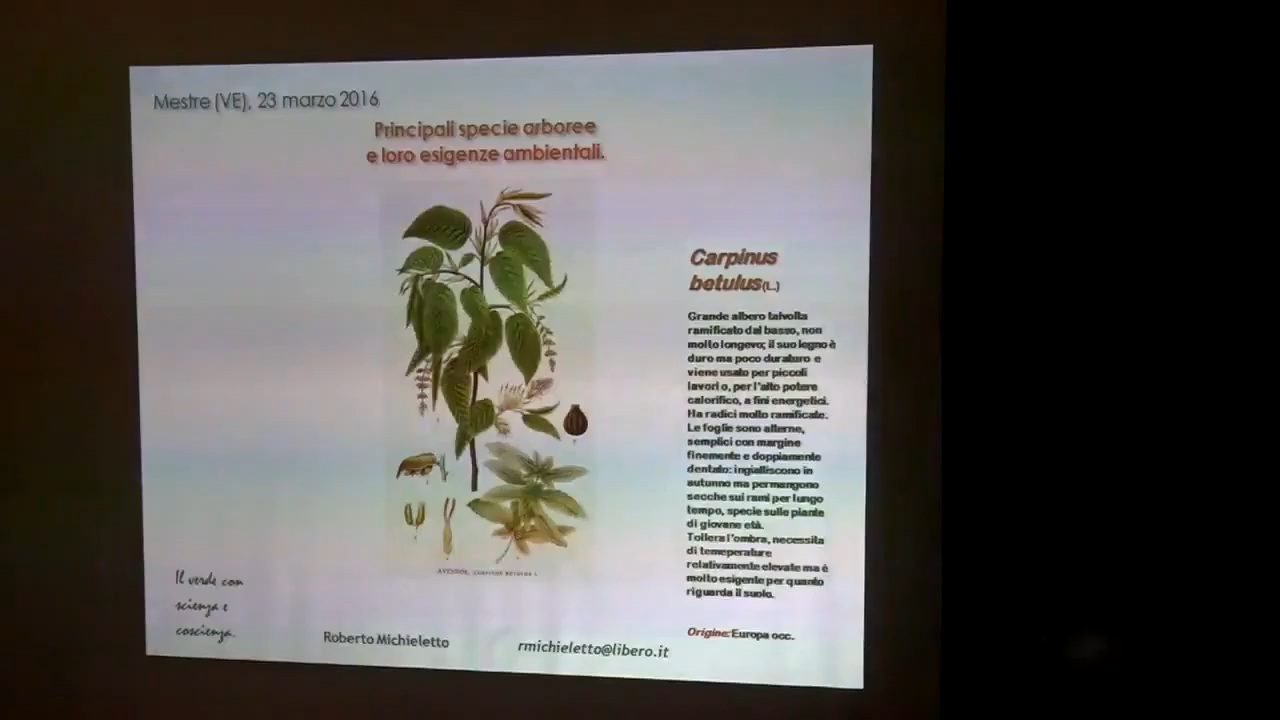 Mestre (VE), 23 marzo 2016
Principali specie arboree
e loro esigenze ambientali.
Carpinus
betulus(L.)
Grande albero talvolta
ramificato dal basso, non
molto longevo; il suo legno è
duro ma poco duraturo e
viene usato per piccoli
lavori o, per l'alto potere
calorifico, a fini energetici.
Ha radici molto ramificate.
Le foglie sono alterne,
semplici con margine
finemente e doppiamente
dentato: ingialliscono in
autunno ma permangono
secche sui rami per lungo
tempo, specie sulle piante
di giovane età.
Tollera l'ombra, necessita
di temeperature
relativamente elevate ma è
molto esigente per quanto
riguarda il suolo.
Origine: Europa occ.
CARPINUS BETULUS L.
Il verde con
scienza e
coscienza.
Roberto Michieletto
rmichieletto@libero.it